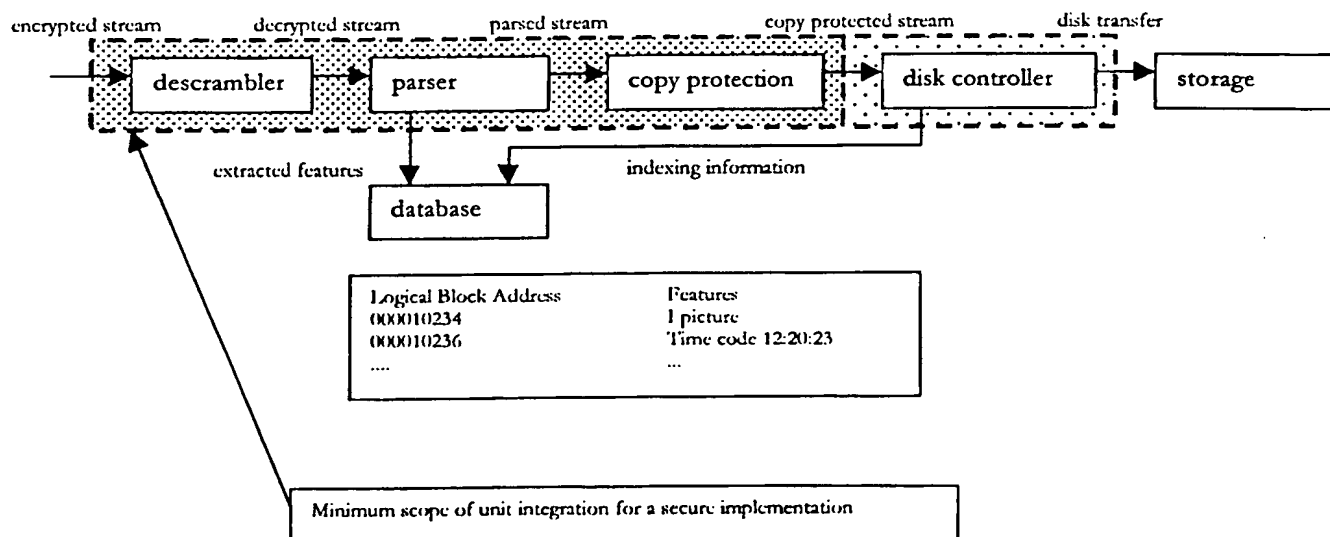 encrypted stream decrypted stream parsed stream copy protected stream disk transfer
descrambler parser copy protection disk controller storage
extracted features indexing information
database
Logical Block Address Features
000010234 I picture
000010236 Time code 12:20:23
.... ...
Minimum scope of unit integration for a secure implementation